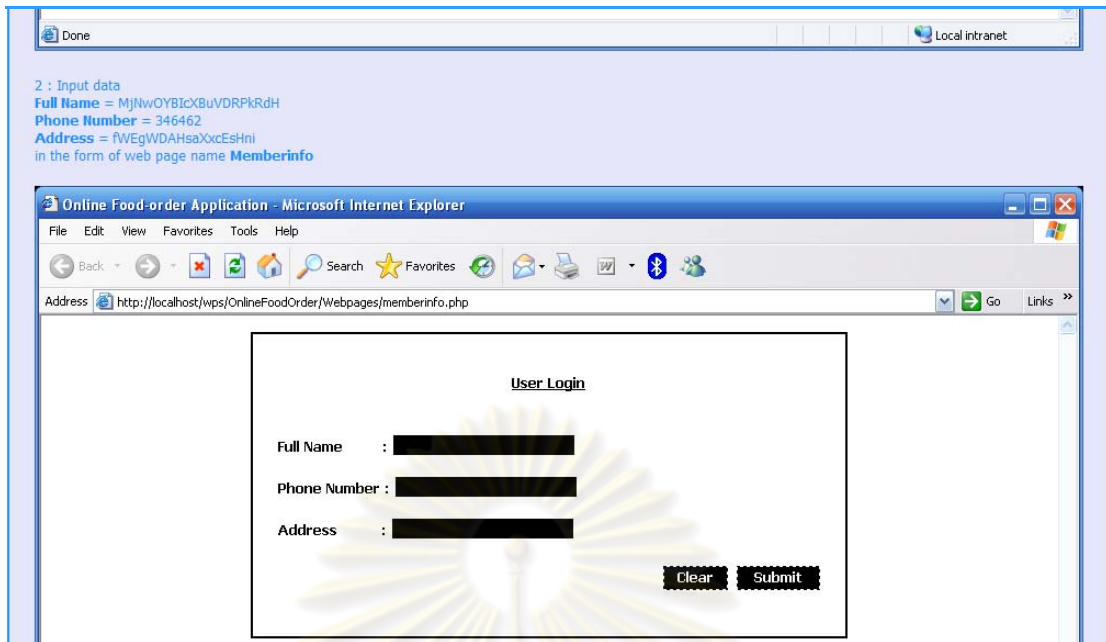 Done Local intranet
2 : Input data
Full Name = MjNwOYBIcXBuVDRPkRdH
Phone Number = 346462
Address = fWEgWDAHsaXxcEsHni
in the form of web page name Memberinfo
Online Food-order Application - Microsoft Internet Explorer
File Edit View Favorites Tools Help
Back Search Favorites
Address http://localhost/wps/OnlineFoodOrder/Webpages/memberinfo.php Go Links »
User Login
Full Name :
Phone Number :
Address :
Clear Submit